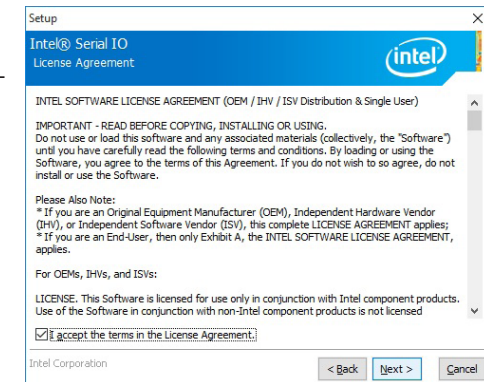 Setup
Intel® Serial IO
License Agreement
intel
INTEL SOFTWARE LICENSE AGREEMENT (OEM / IHV / ISV Distribution & Single User)
IMPORTANT - READ BEFORE COPYING, INSTALLING OR USING.
Do not use or load this software and any associated materials (collectively, the "Software")
until you have carefully read the following terms and conditions. By loading or using the
Software, you agree to the terms of this Agreement. If you do not wish to so agree, do not
install or use the Software.
Please Also Note:
* If you are an Original Equipment Manufacturer (OEM), Independent Hardware Vendor
(IHV), or Independent Software Vendor (ISV), this complete LICENSE AGREEMENT applies;
* If you are an End-User, then only Exhibit A, the INTEL SOFTWARE LICENSE AGREEMENT,
applies.
For OEMs, IHVs, and ISVs:
LICENSE. This Software is licensed for use only in conjunction with Intel component products.
Use of the Software in conjunction with non-Intel component products is not licensed
I accept the terms in the License Agreement.
Intel Corporation
< Back Next > Cancel